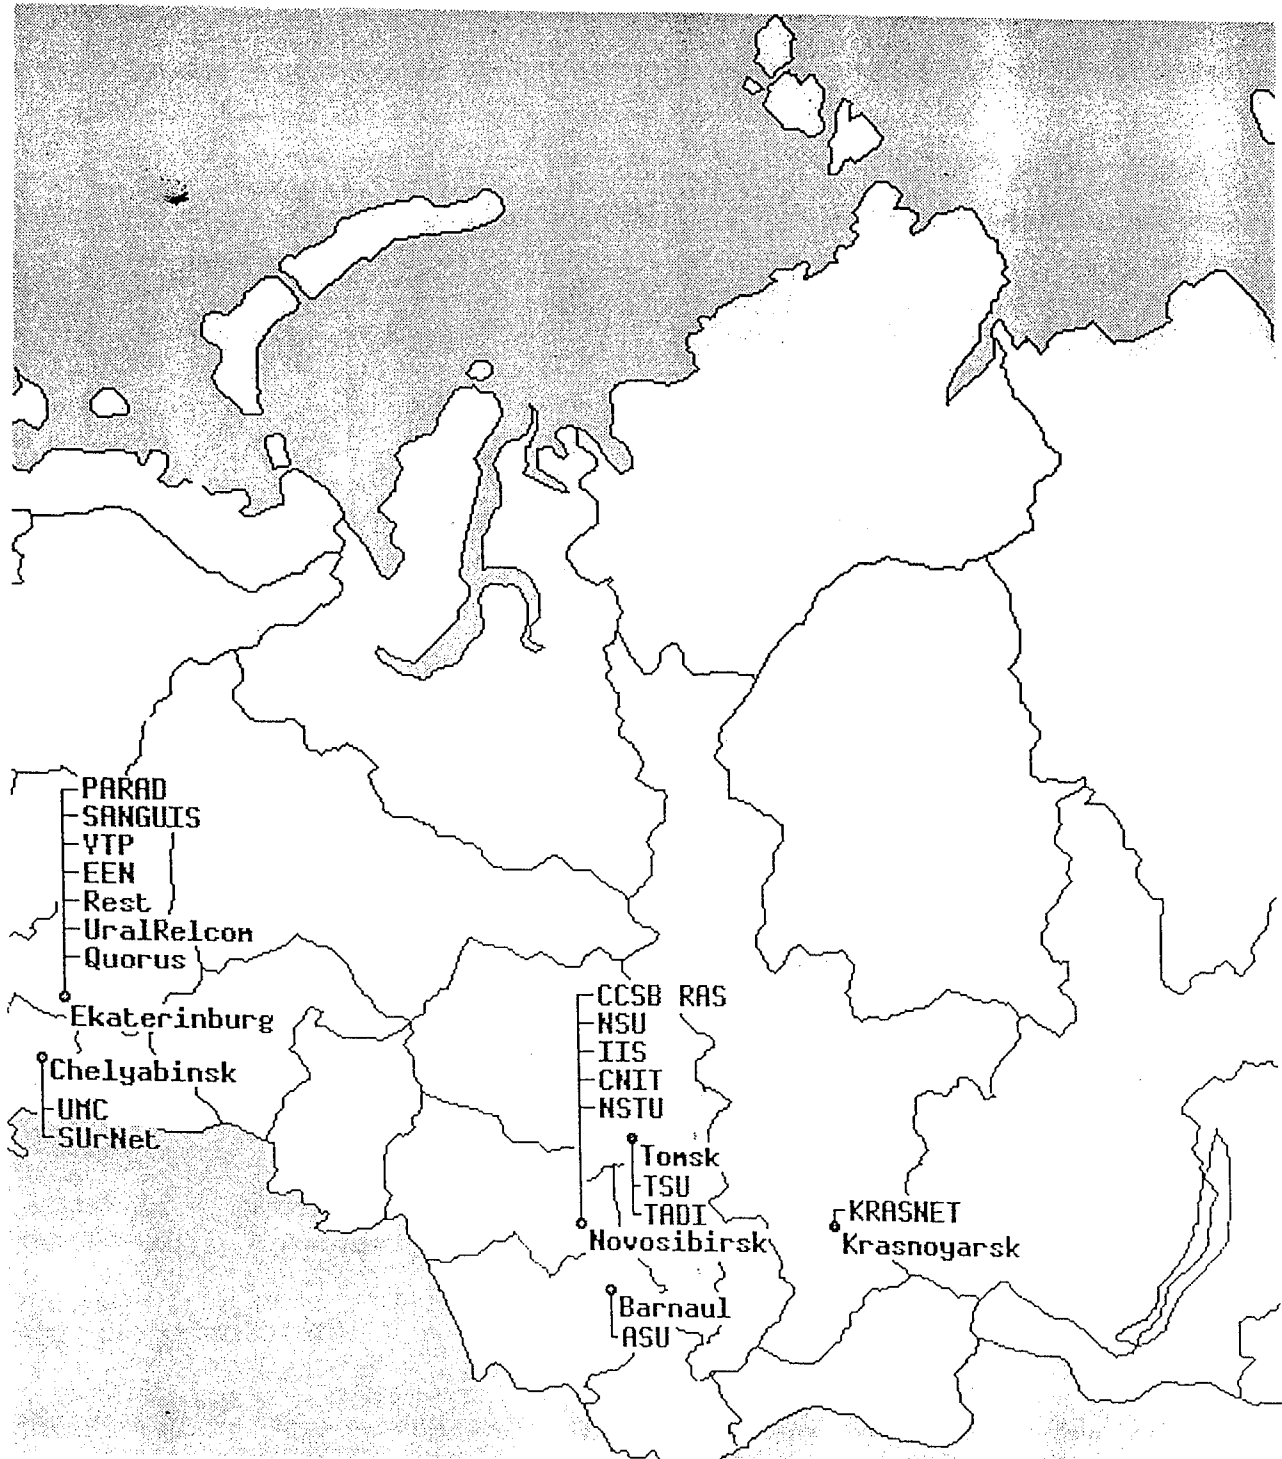 PARAD
SANGUIS
YTP
EEN
Rest
UralRelcom
Quorus
Ekaterinburg
Chelyabinsk
UMC
SUrNet
CCSB RAS
NSU
IIS
CNIT
NSTU
Tomsk
TSU
TADI
Novosibirsk
Barnaul
ASU
KRASNET
Krasnoyarsk